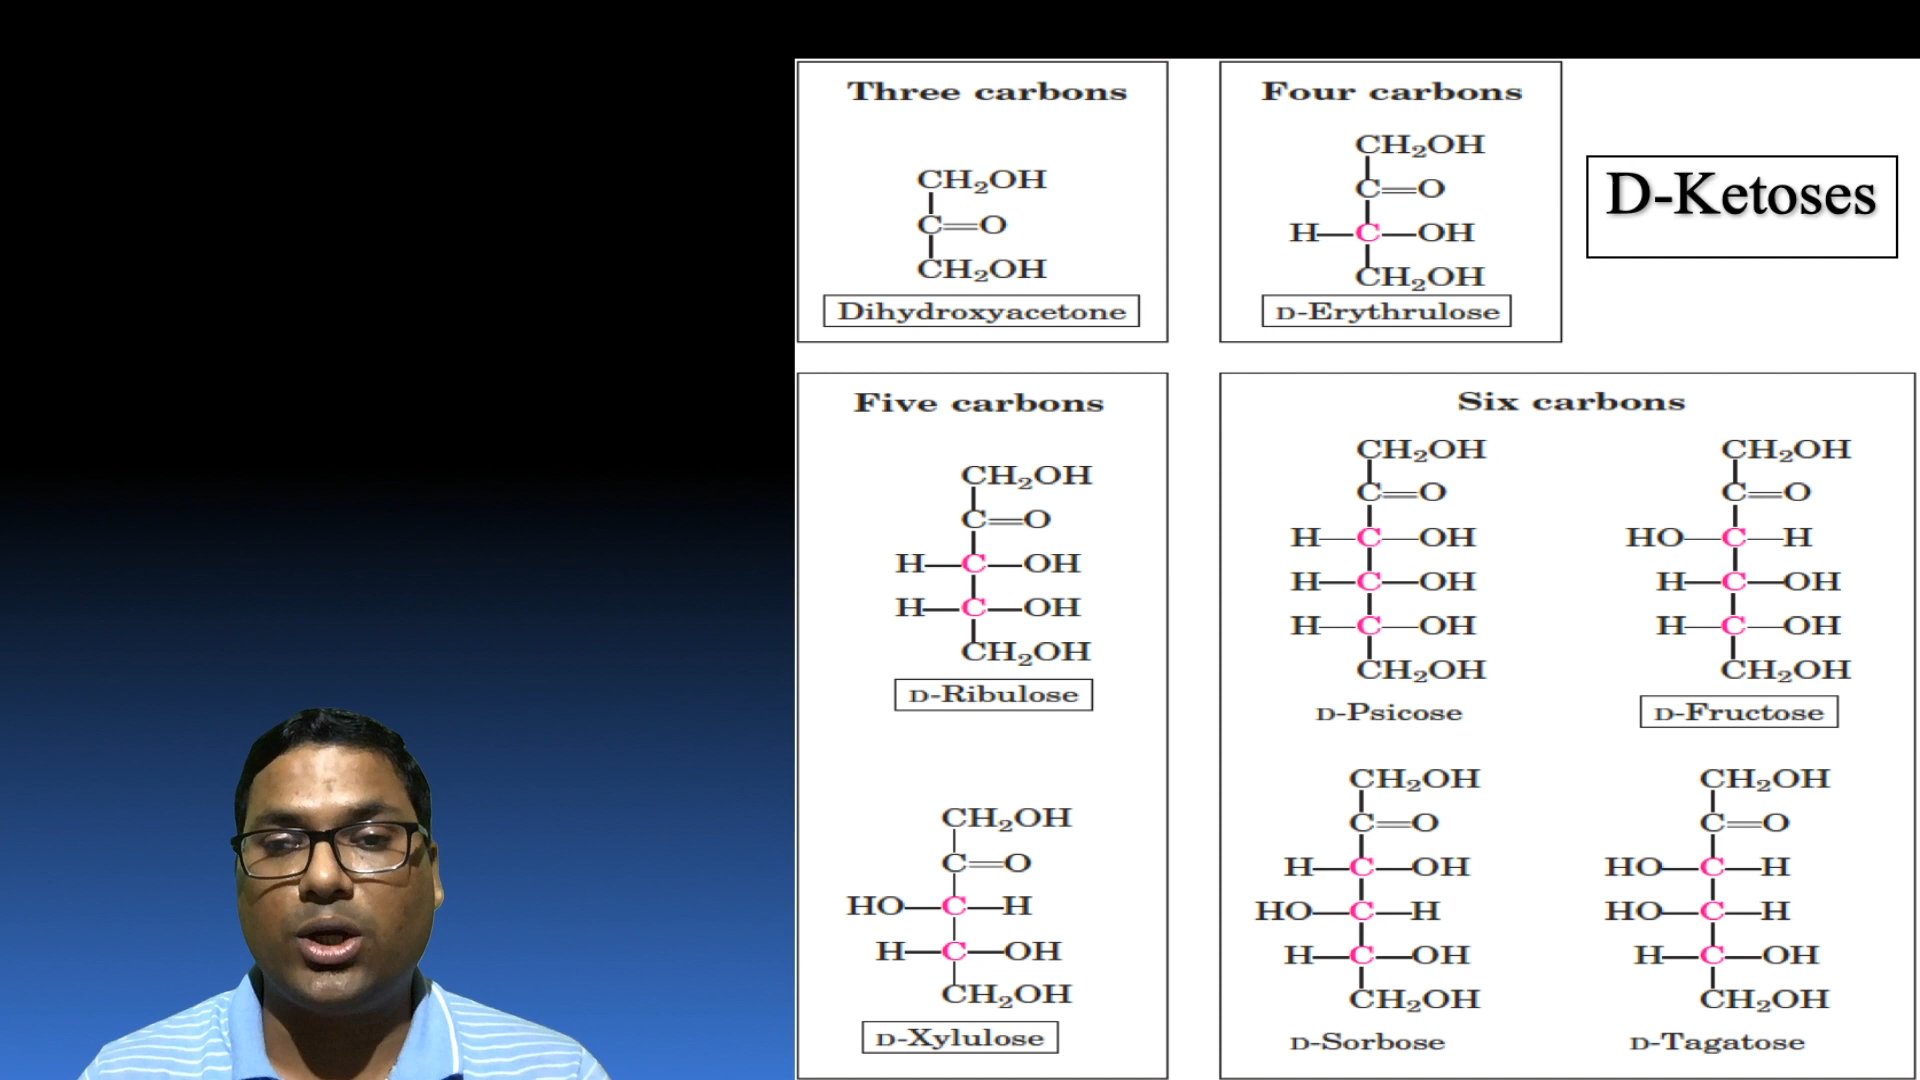 Three carbons
CH₂OH
C=O
CH₂OH
Dihydroxyacetone
Four carbons
CH₂OH
C=O
H—C—OH
CH₂OH
D-Erythrulose
D-Ketoses
Five carbons
CH₂OH
C=O
H—C—OH
H—C—OH
CH₂OH
D-Ribulose
CH₂OH
C=O
HO—C—H
H—C—OH
CH₂OH
D-Xylulose
Six carbons
CH₂OH
C=O
H—C—OH
H—C—OH
H—C—OH
CH₂OH
D-Psicose
CH₂OH
C=O
HO—C—H
H—C—OH
H—C—OH
CH₂OH
D-Fructose
CH₂OH
C=O
H—C—OH
HO—C—H
H—C—OH
CH₂OH
D-Sorbose
CH₂OH
C=O
HO—C—H
HO—C—H
H—C—OH
CH₂OH
D-Tagatose